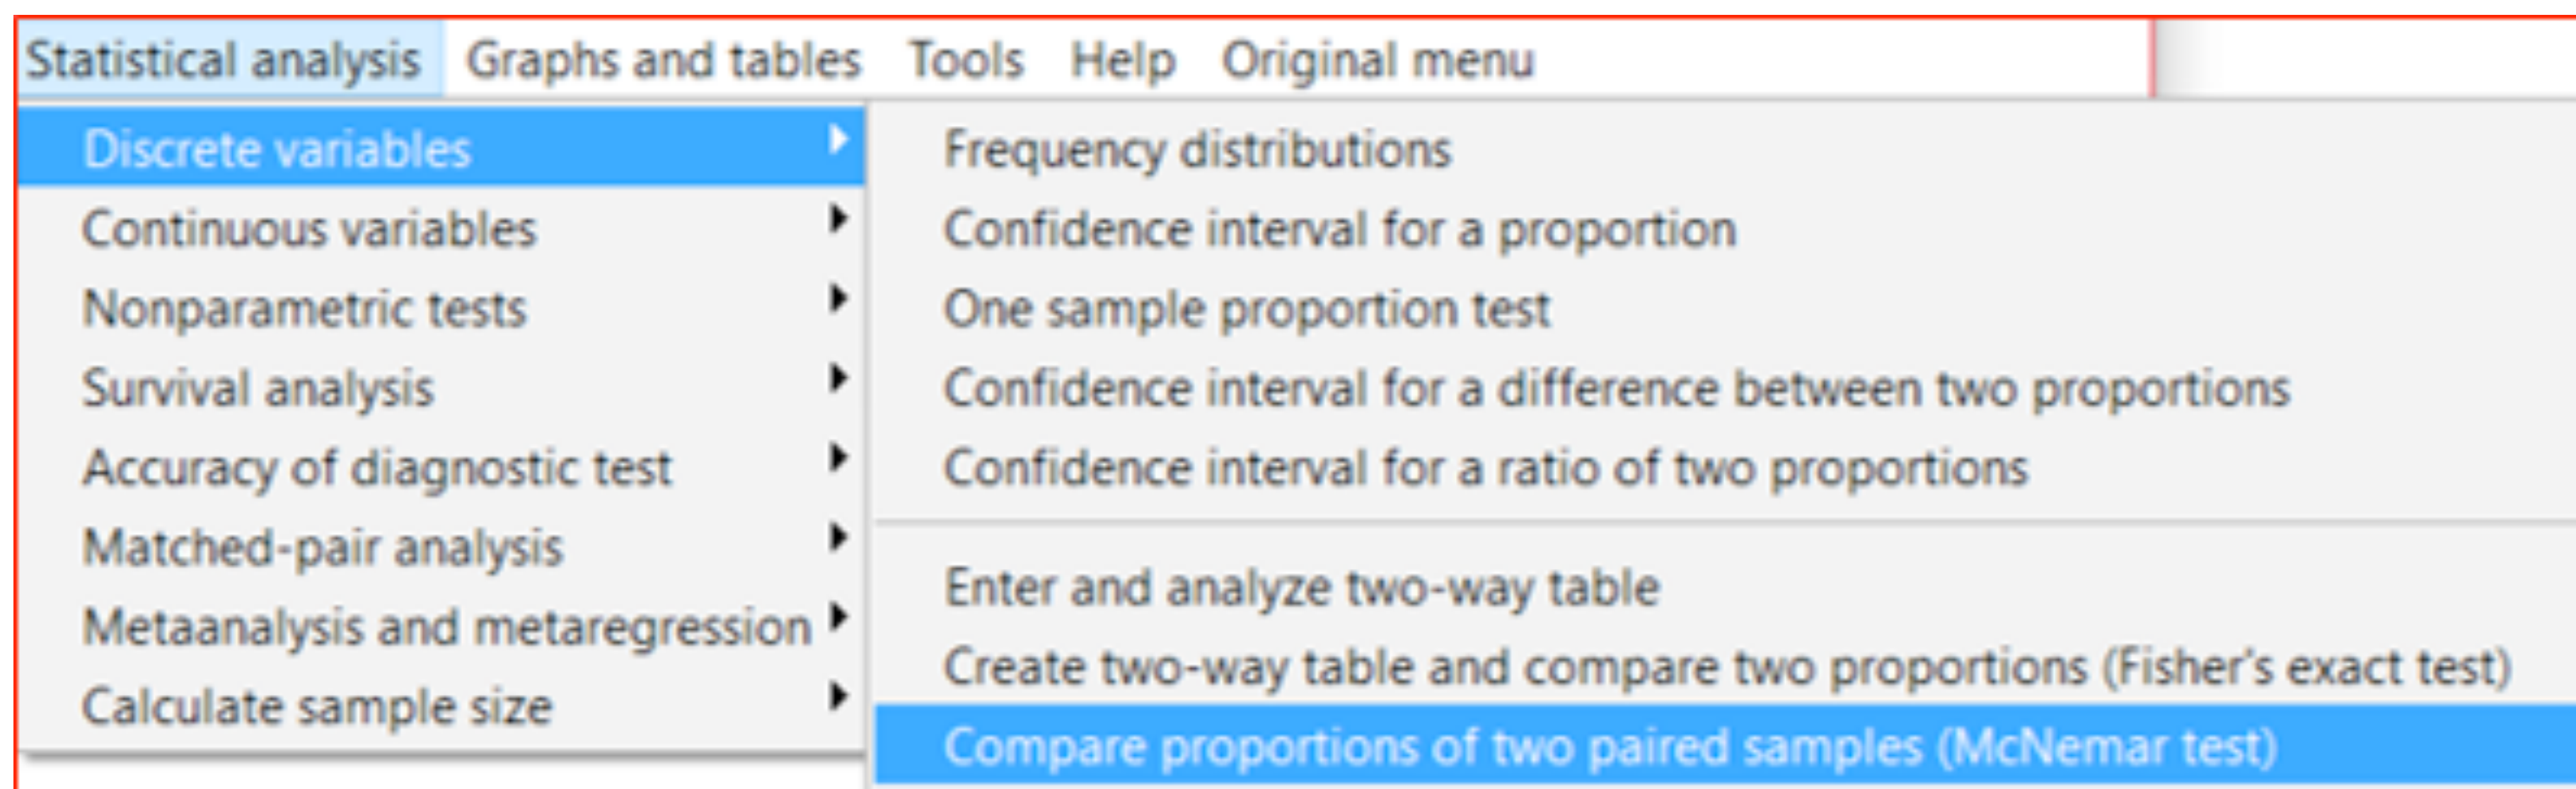 Statistical analysis Graphs and tables Tools Help Original menu
Discrete variables
Continuous variables
Nonparametric tests
Survival analysis
Accuracy of diagnostic test
Matched-pair analysis
Metaanalysis and metaregression
Calculate sample size
Frequency distributions
Confidence interval for a proportion
One sample proportion test
Confidence interval for a difference between two proportions
Confidence interval for a ratio of two proportions
Enter and analyze two-way table
Create two-way table and compare two proportions (Fisher's exact test)
Compare proportions of two paired samples (McNemar test)